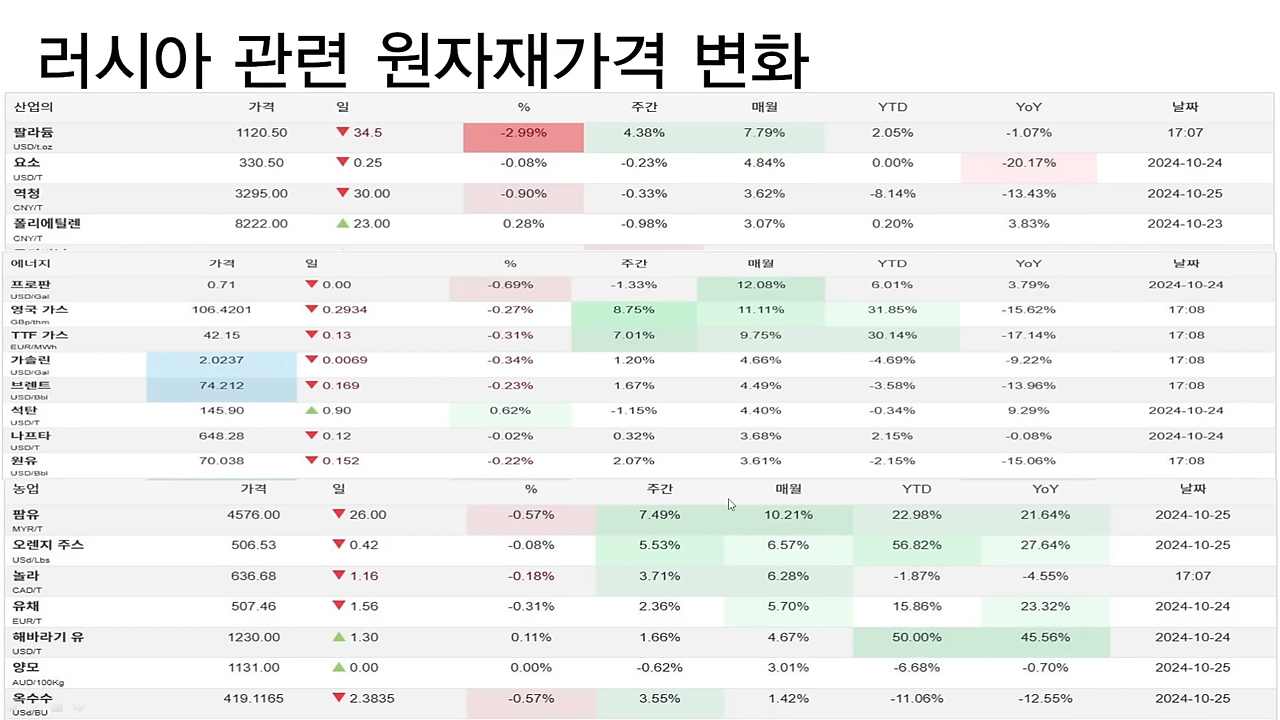 러시아 관련 원자재가격 변화
산업의 가격 일 % 주간 매월 YTD YoY 날짜
팔라듐 1120.50 ▼ 34.5 -2.99% 4.38% 7.79% 2.05% -1.07% 17:07
USD/t.oz
요소 330.50 ▼ 0.25 -0.08% -0.23% 4.84% 0.00% -20.17% 2024-10-24
USD/T
역청 3295.00 ▼ 30.00 -0.90% -0.33% 3.62% -8.14% -13.43% 2024-10-25
CNY/T
폴리에틸렌 8222.00 ▲ 23.00 0.28% -0.98% 3.07% 0.20% 3.83% 2024-10-23
CNY/T
에너지 가격 일 % 주간 매월 YTD YoY 날짜
프로판 0.71 ▼ 0.00 -0.69% -1.33% 12.08% 6.01% 3.79% 2024-10-24
USD/Gal
영국 가스 106.4201 ▼ 0.2934 -0.27% 8.75% 11.11% 31.85% -15.62% 17:08
GBp/thm
TTF 가스 42.15 ▼ 0.13 -0.31% 7.01% 9.75% 30.14% -17.14% 17:08
EUR/MWh
가솔린 2.0237 ▼ 0.0069 -0.34% 1.20% 4.66% -4.69% -9.22% 17:08
USD/Gal
브렌트 74.212 ▼ 0.169 -0.23% 1.67% 4.49% -3.58% -13.96% 17:08
USD/Bbl
석탄 145.90 ▲ 0.90 0.62% -1.15% 4.40% -0.34% 9.29% 2024-10-24
USD/T
나프타 648.28 ▼ 0.12 -0.02% 0.32% 3.68% 2.15% -0.08% 2024-10-24
USD/T
원유 70.038 ▼ 0.152 -0.22% 2.07% 3.61% -2.15% -15.06% 17:08
USD/Bbl
농업 가격 일 % 주간 매월 YTD YoY 날짜
팜유 4576.00 ▼ 26.00 -0.57% 7.49% 10.21% 22.98% 21.64% 2024-10-25
MYR/T
오렌지 주스 506.53 ▼ 0.42 -0.08% 5.53% 6.57% 56.82% 27.64% 2024-10-25
USd/Lbs
놀라 636.68 ▼ 1.16 -0.18% 3.71% 6.28% -1.87% -4.55% 17:07
CAD/T
유채 507.46 ▼ 1.56 -0.31% 2.36% 5.70% 15.86% 23.32% 2024-10-24
EUR/T
해바라기 유 1230.00 ▲ 1.30 0.11% 1.66% 4.67% 50.00% 45.56% 2024-10-24
USD/T
양모 1131.00 ▲ 0.00 0.00% -0.62% 3.01% -6.68% -0.70% 2024-10-25
AUD/100Kg
옥수수 419.1165 ▼ 2.3835 -0.57% 3.55% 1.42% -11.06% -12.55% 2024-10-25
USd/BU